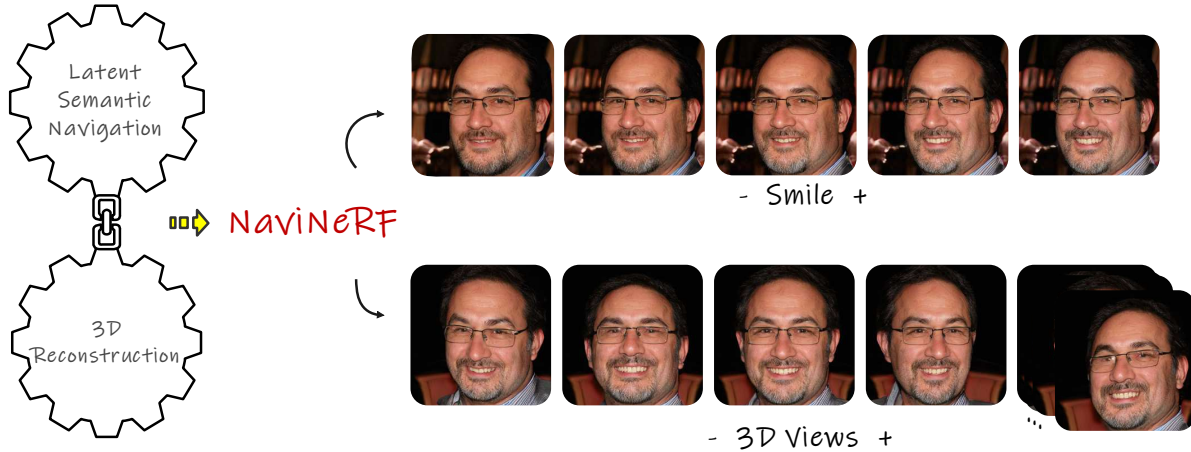 Latent
Semantic
Navigation
NaviNeRF
3D
Reconstruction
- Smile +
- 3D Views +
...